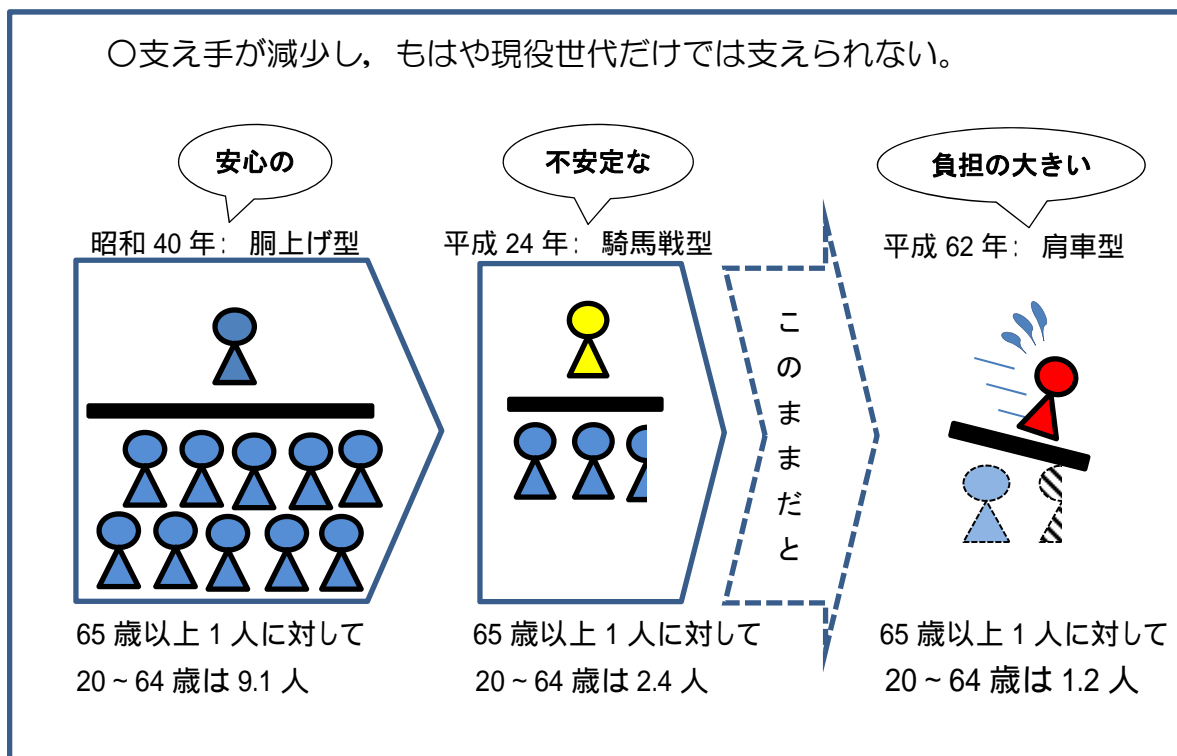 〇支え手が減少し，もはや現役世代だけでは支えられない。
安心の
昭和 40 年： 胴上げ型
65 歳以上 1 人に対して
20 ~ 64 歳は 9.1 人
不安定な
平成 24 年： 騎馬戦型
65 歳以上 1 人に対して
20 ~ 64 歳は 2.4 人
このままだと
負担の大きい
平成 62 年： 肩車型
65 歳以上 1 人に対して
20 ~ 64 歳は 1.2 人